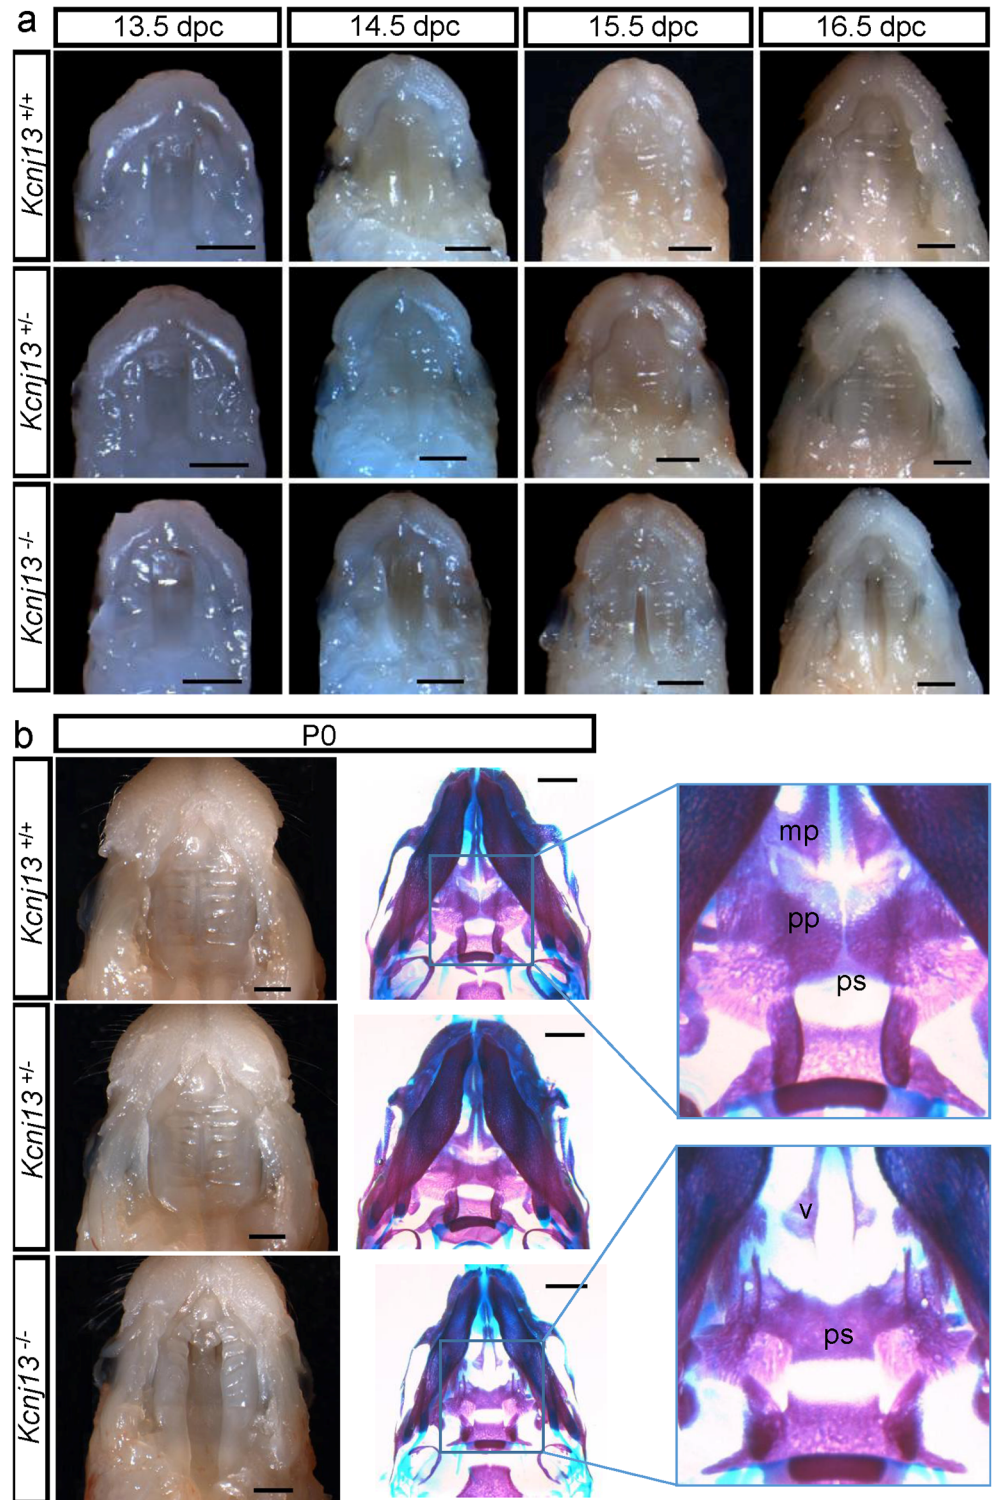 a
13.5 dpc
14.5 dpc
15.5 dpc
16.5 dpc
Kcnj13 +/+
Kcnj13 +/-
Kcnj13 -/-
b
P0
Kcnj13 +/+
mp
pp
ps
Kcnj13 +/-
Kcnj13 -/-
v
ps